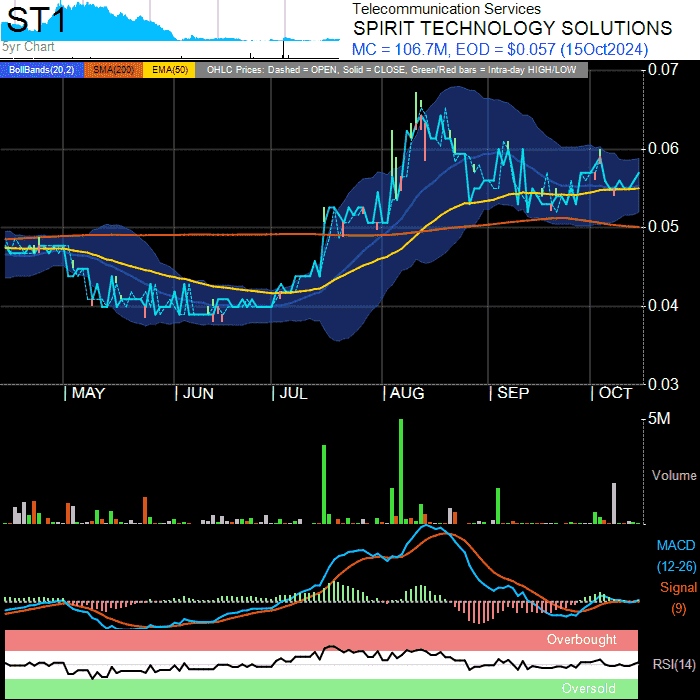 ST1
5yr Chart
Telecommunication Services
SPIRIT TECHNOLOGY SOLUTIONS
MC = 106.7M, EOD = $0.057 (15Oct2024)
BollBands(20,2) SMA(200) EMA(50) OHLC Prices: Dashed = OPEN, Solid = CLOSE, Green/Red bars = Intra-day HIGH/LOW
0.07
0.06
0.05
0.04
0.03
MAY JUN JUL AUG SEP OCT
5M
Volume
MACD
(12-26)
Signal
(9)
Overbought
RSI(14)
Oversold